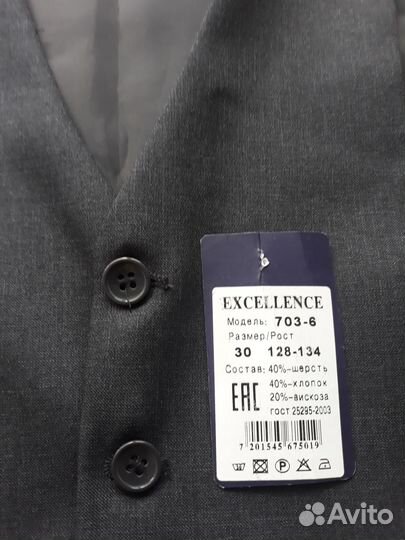 EXCELLENCE
Модель: 703-6
Размер/Рост
30 128-134
Состав: 40%-шерсть
40%-хлопок
20%-вискоза
ГОСТ 25295-2003
EAC
7 201545 675019
P
Avito